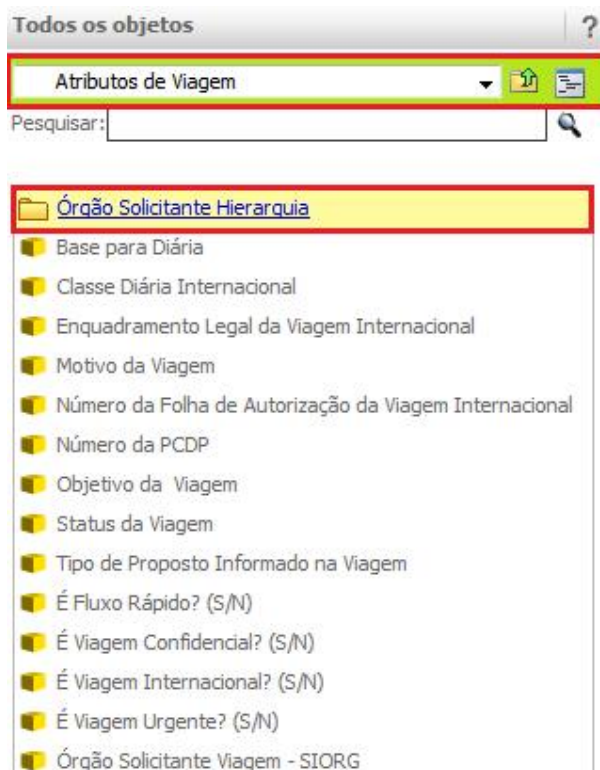 Todos os objetos ?
Atributos de Viagem
Pesquisar:
Órgão Solicitante Hierarquia
Base para Diária
Classe Diária Internacional
Enquadramento Legal da Viagem Internacional
Motivo da Viagem
Número da Folha de Autorização da Viagem Internacional
Número da PCDP
Objetivo da Viagem
Status da Viagem
Tipo de Proposto Informado na Viagem
É Fluxo Rápido? (S/N)
É Viagem Confidencial? (S/N)
É Viagem Internacional? (S/N)
É Viagem Urgente? (S/N)
Órgão Solicitante Viagem - SIORG